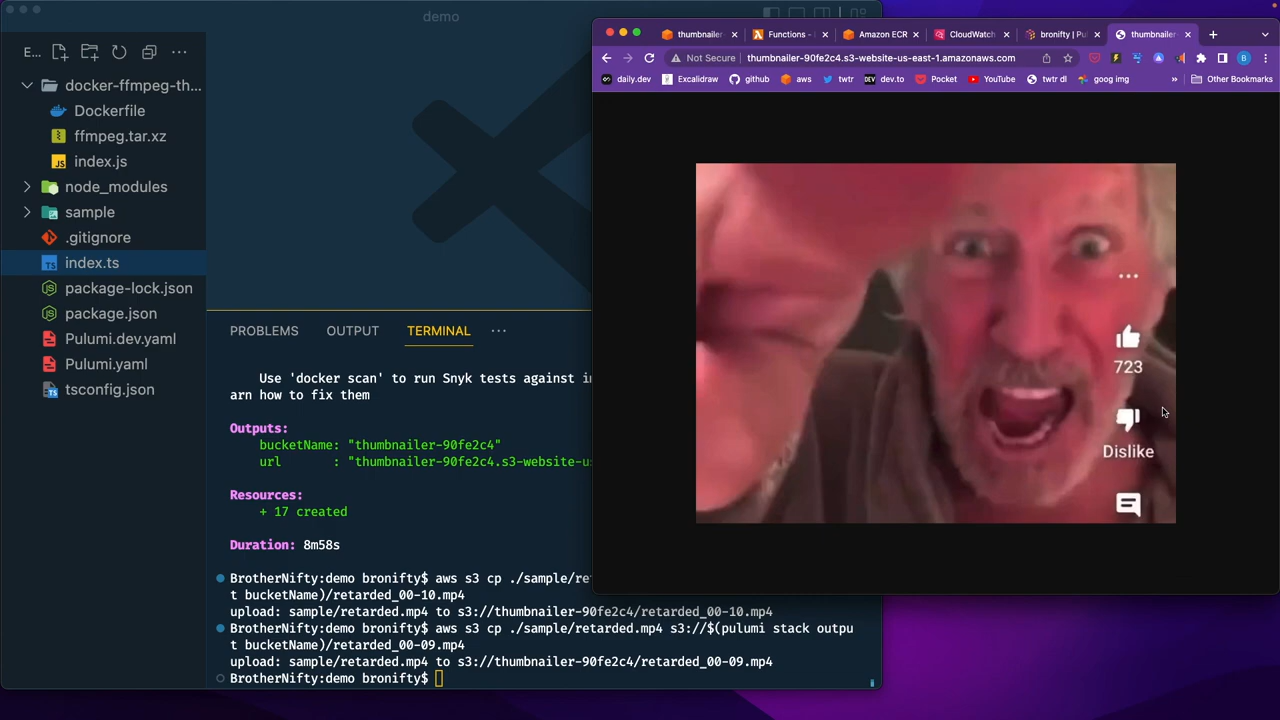 demo
E...
docker-ffmpeg-th...
Dockerfile
ffmpeg.tar.xz
JS index.js
node_modules
sample
.gitignore
TS index.ts
package-lock.json
package.json
Pulumi.dev.yaml
Pulumi.yaml
TS tsconfig.json
PROBLEMS OUTPUT TERMINAL ...
Use 'docker scan' to run Snyk tests against i
arn how to fix them
Outputs:
bucketName: "thumbnailer-90fe2c4"
url : "thumbnailer-90fe2c4.s3-website-u
Resources:
+ 17 created
Duration: 8m58s
BrotherNifty:demo bronifty$ aws s3 cp ./sample/re
t bucketName)/retarded_00-10.mp4
upload: sample/retarded.mp4 to s3://thumbnailer-90fe2c4/retarded_00-10.mp4
BrotherNifty:demo bronifty$ aws s3 cp ./sample/retarded.mp4 s3://$(pulumi stack outpu
t bucketName)/retarded_00-09.mp4
upload: sample/retarded.mp4 to s3://thumbnailer-90fe2c4/retarded_00-09.mp4
BrotherNifty:demo bronifty$
thumbnailer- Functions - L Amazon ECR CloudWatch bronifty | Pul thumbnailer-
Not Secure thumbnailer-90fe2c4.s3-website-us-east-1.amazonaws.com B
daily.dev Excalidraw github aws twtr DEV dev.to Pocket YouTube twtr dl goog img » Other Bookmarks
...
723
Dislike